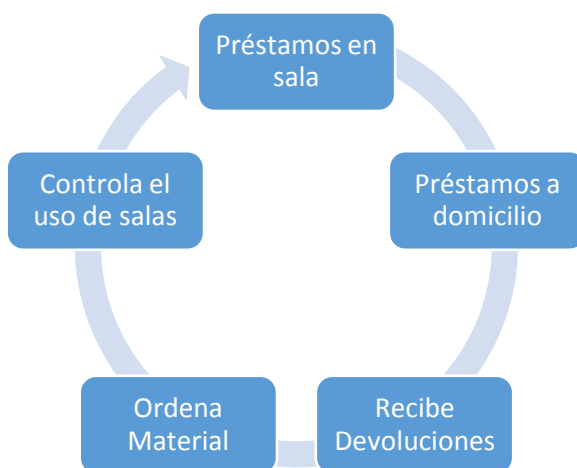 Préstamos en
sala
Préstamos a
domicilio
Recibe
Devoluciones
Ordena
Material
Controla el
uso de salas